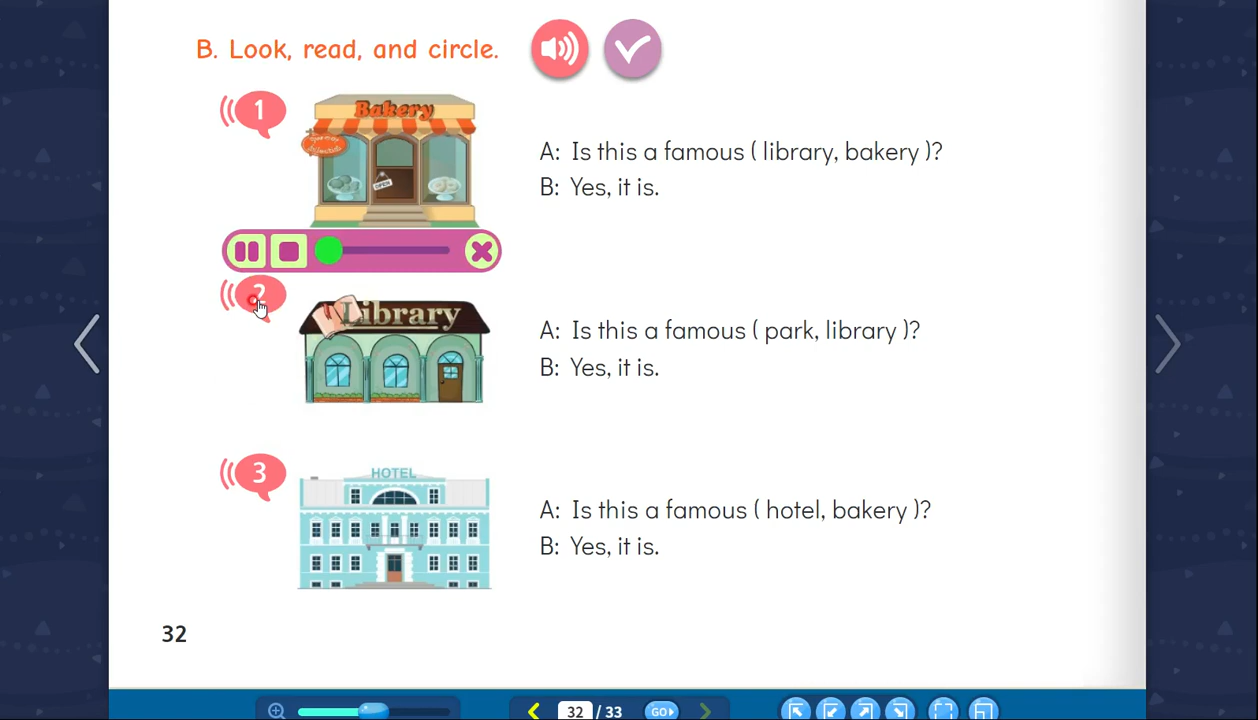 B. Look, read, and circle.
1
Bakery
OPEN
A: Is this a famous ( library, bakery )?
B: Yes, it is.
2
Library
A: Is this a famous ( park, library )?
B: Yes, it is.
3
HOTEL
A: Is this a famous ( hotel, bakery )?
B: Yes, it is.
32
32 / 33
GO